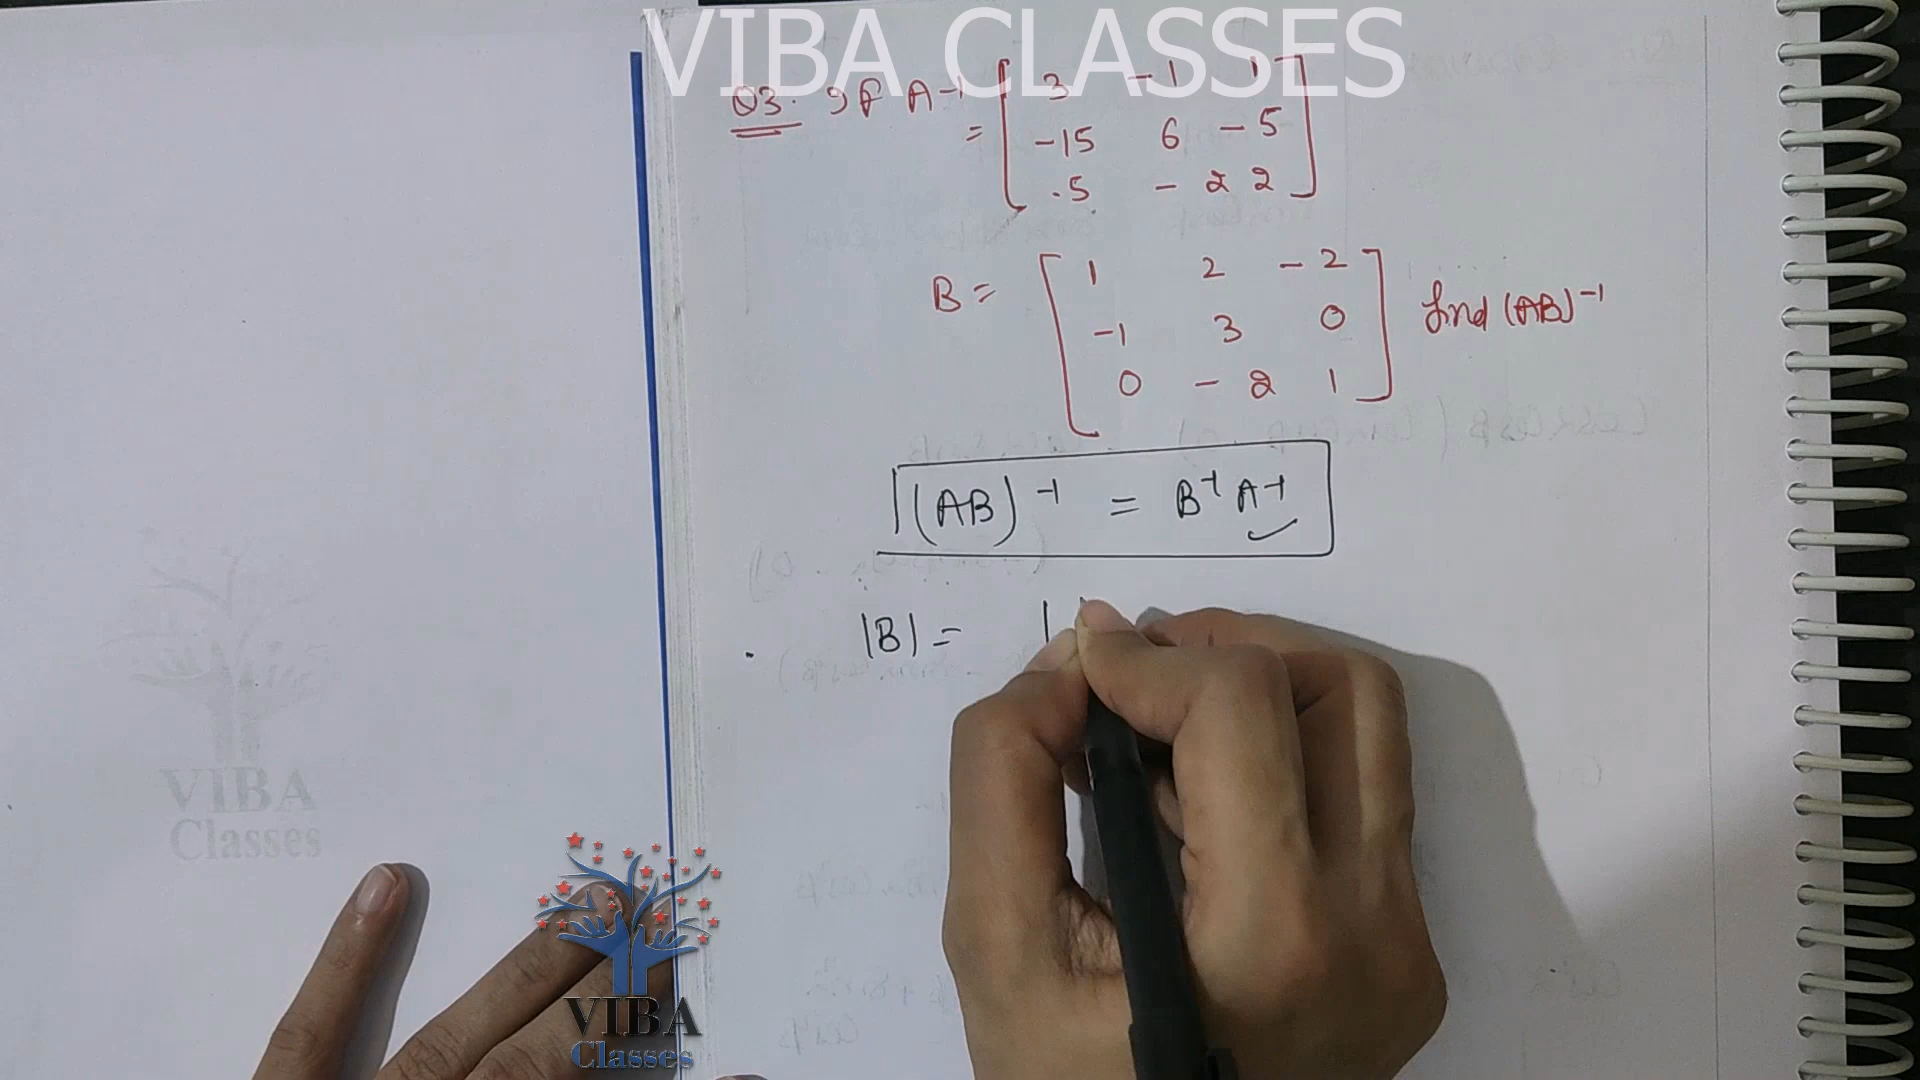 VIBA CLASSES
Q3. If A-1 = [ 3 -1 1
-15 6 -5
.5 -2 2 ]
B = [ 1 2 -2
-1 3 0
0 -2 1 ] find (AB)-1
(AB)-1 = B-1 A-1
|B| =
VIBA
Classes
VIBA
Classes